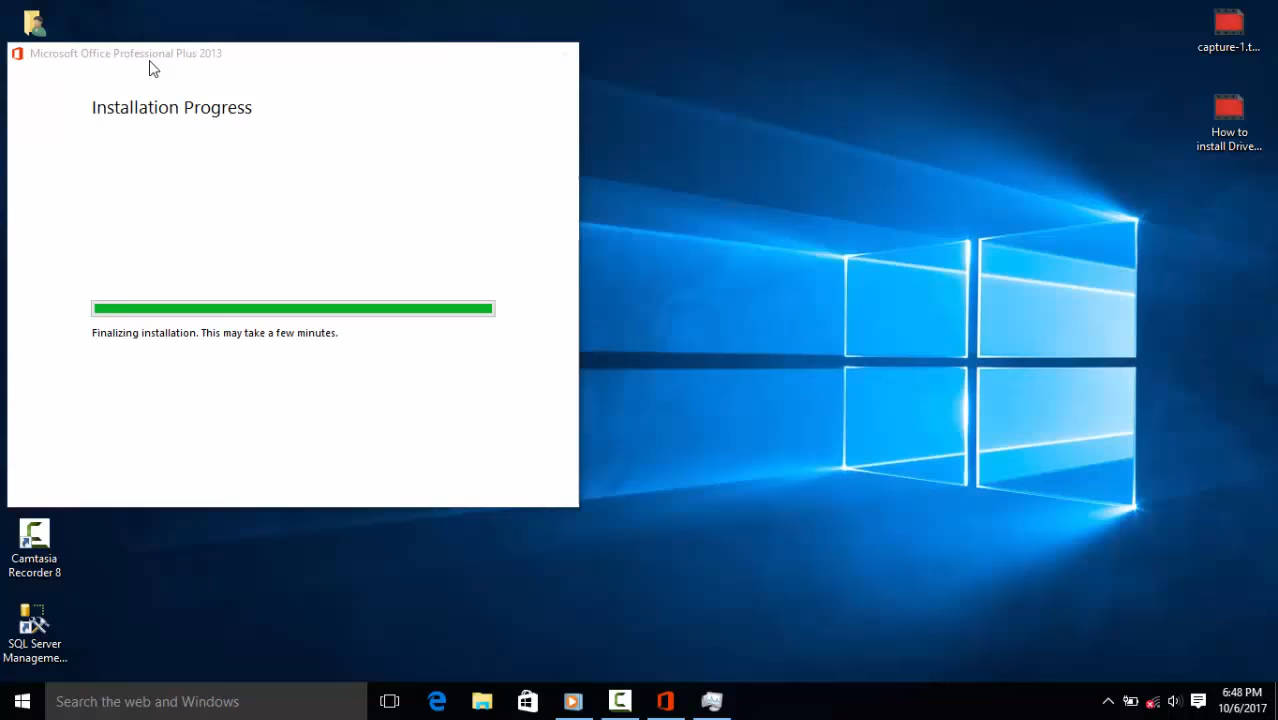 Microsoft Office Professional Plus 2013
Installation Progress
Finalizing installation. This may take a few minutes.
capture-1.t...
How to
install Drive...
Camtasia
Recorder 8
SQL Server
Manageme...
Search the web and Windows
6:48 PM
10/6/2017